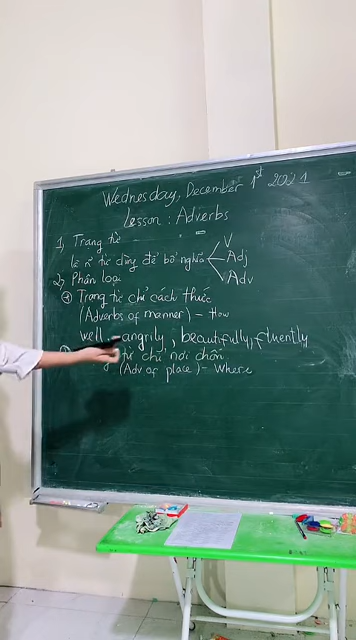 Wednesday, December 1st 2021
Lesson: Adverbs
1, Trạng từ
là n~ từ dùng để bổ nghĩa
V
Adj
Adv
2, Phân loại
Trạng từ chỉ cách thức
(Adverbs of manner) - How
well, angrily, beautifully, fluently
từ chỉ nơi chốn
(Adv of place) - Where